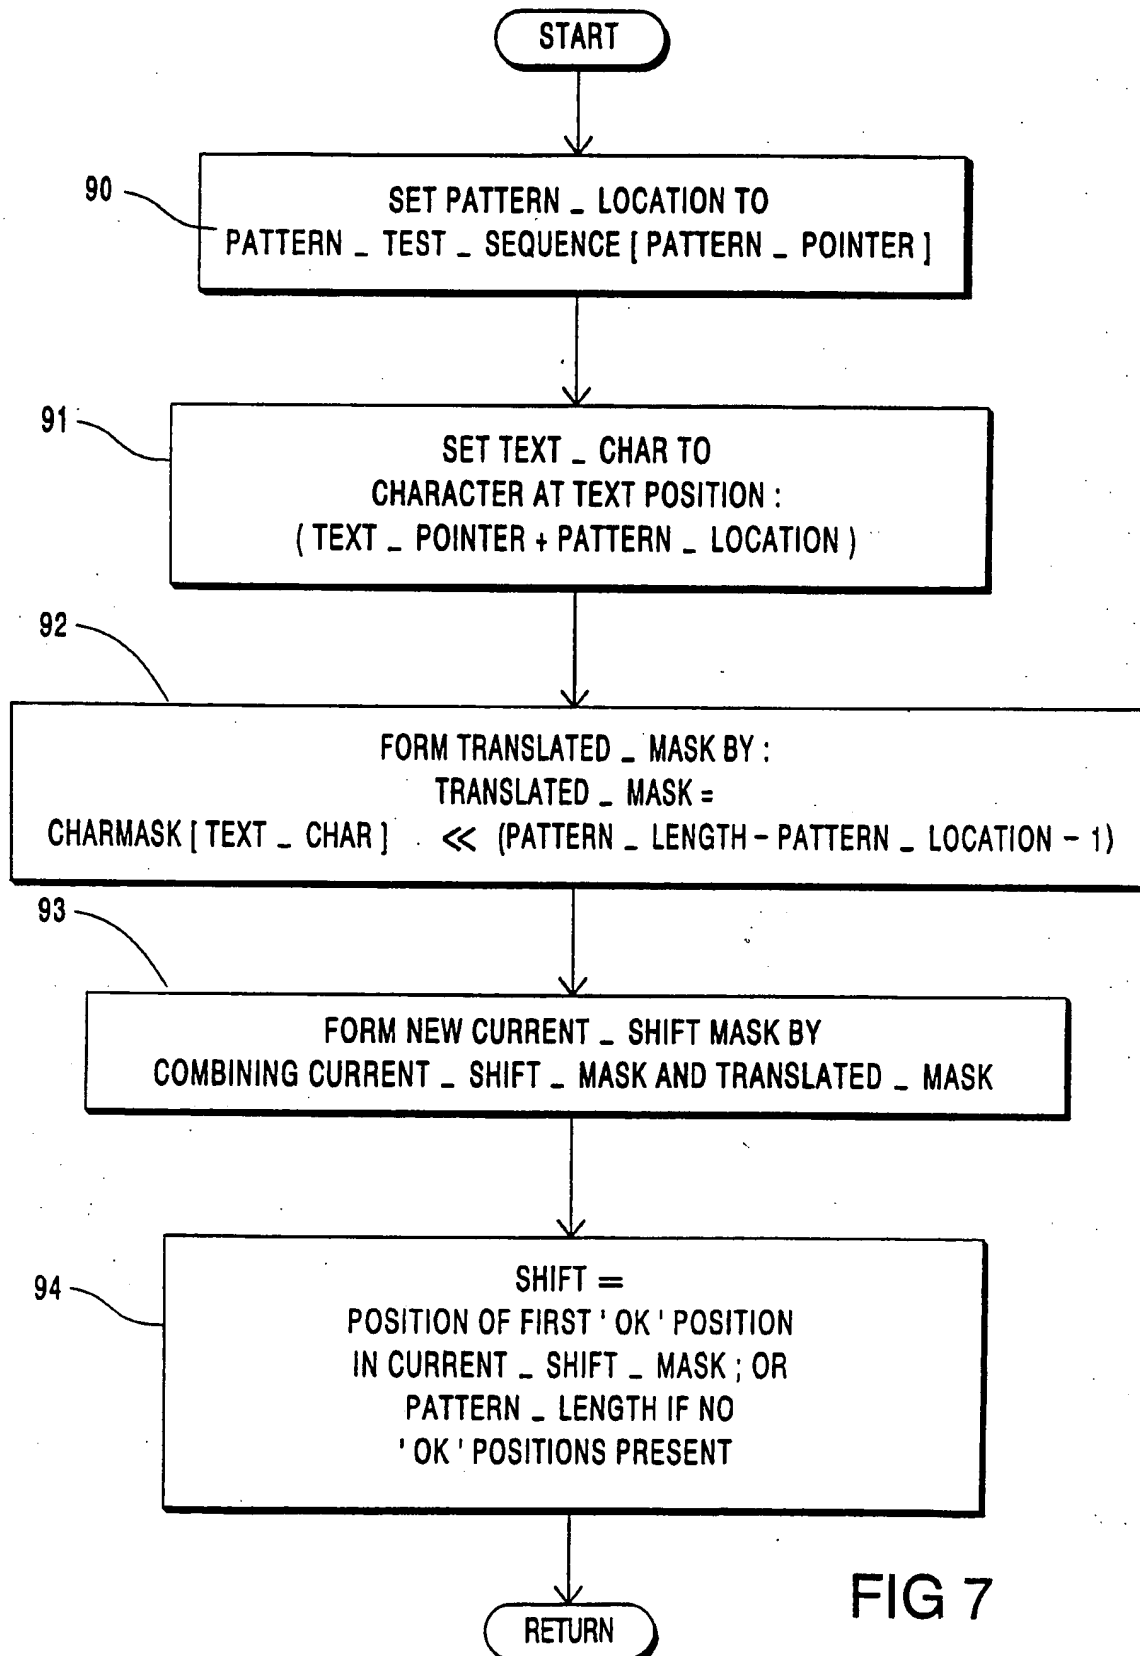 START
90
SET PATTERN _ LOCATION TO
PATTERN _ TEST _ SEQUENCE [ PATTERN _ POINTER ]
91
SET TEXT _ CHAR TO
CHARACTER AT TEXT POSITION :
( TEXT _ POINTER + PATTERN _ LOCATION )
92
FORM TRANSLATED _ MASK BY :
TRANSLATED _ MASK =
CHARMASK [ TEXT _ CHAR ] << (PATTERN _ LENGTH - PATTERN _ LOCATION - 1)
93
FORM NEW CURRENT _ SHIFT MASK BY
COMBINING CURRENT _ SHIFT _ MASK AND TRANSLATED _ MASK
94
SHIFT =
POSITION OF FIRST ' OK ' POSITION
IN CURRENT _ SHIFT _ MASK ; OR
PATTERN _ LENGTH IF NO
' OK ' POSITIONS PRESENT
RETURN
FIG 7